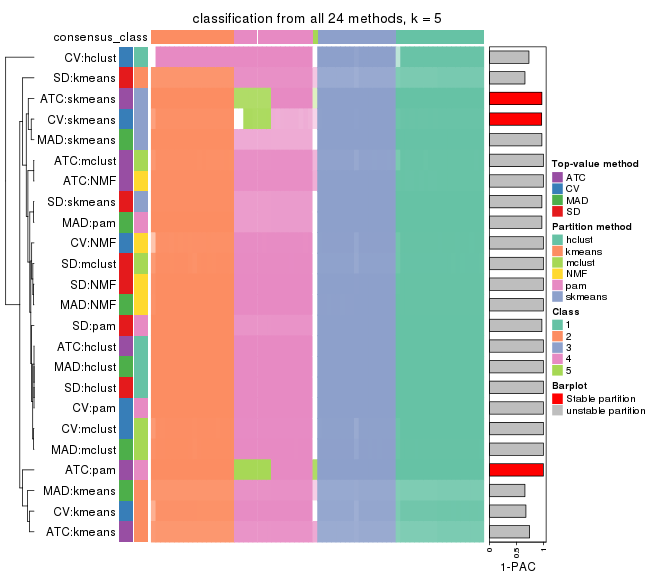 classification from all 24 methods, k = 5
consensus_class
CV:hclust
SD:kmeans
ATC:skmeans
CV:skmeans
MAD:skmeans
ATC:mclust
ATC:NMF
SD:skmeans
MAD:pam
CV:NMF
SD:mclust
SD:NMF
MAD:NMF
SD:pam
ATC:hclust
MAD:hclust
SD:hclust
CV:pam
CV:mclust
MAD:mclust
ATC:pam
MAD:kmeans
CV:kmeans
ATC:kmeans
0
0.5
1
1-PAC
Top-value method
ATC
CV
MAD
SD
Partition method
hclust
kmeans
mclust
NMF
pam
skmeans
Class
1
2
3
4
5
Barplot
Stable partition
unstable partition